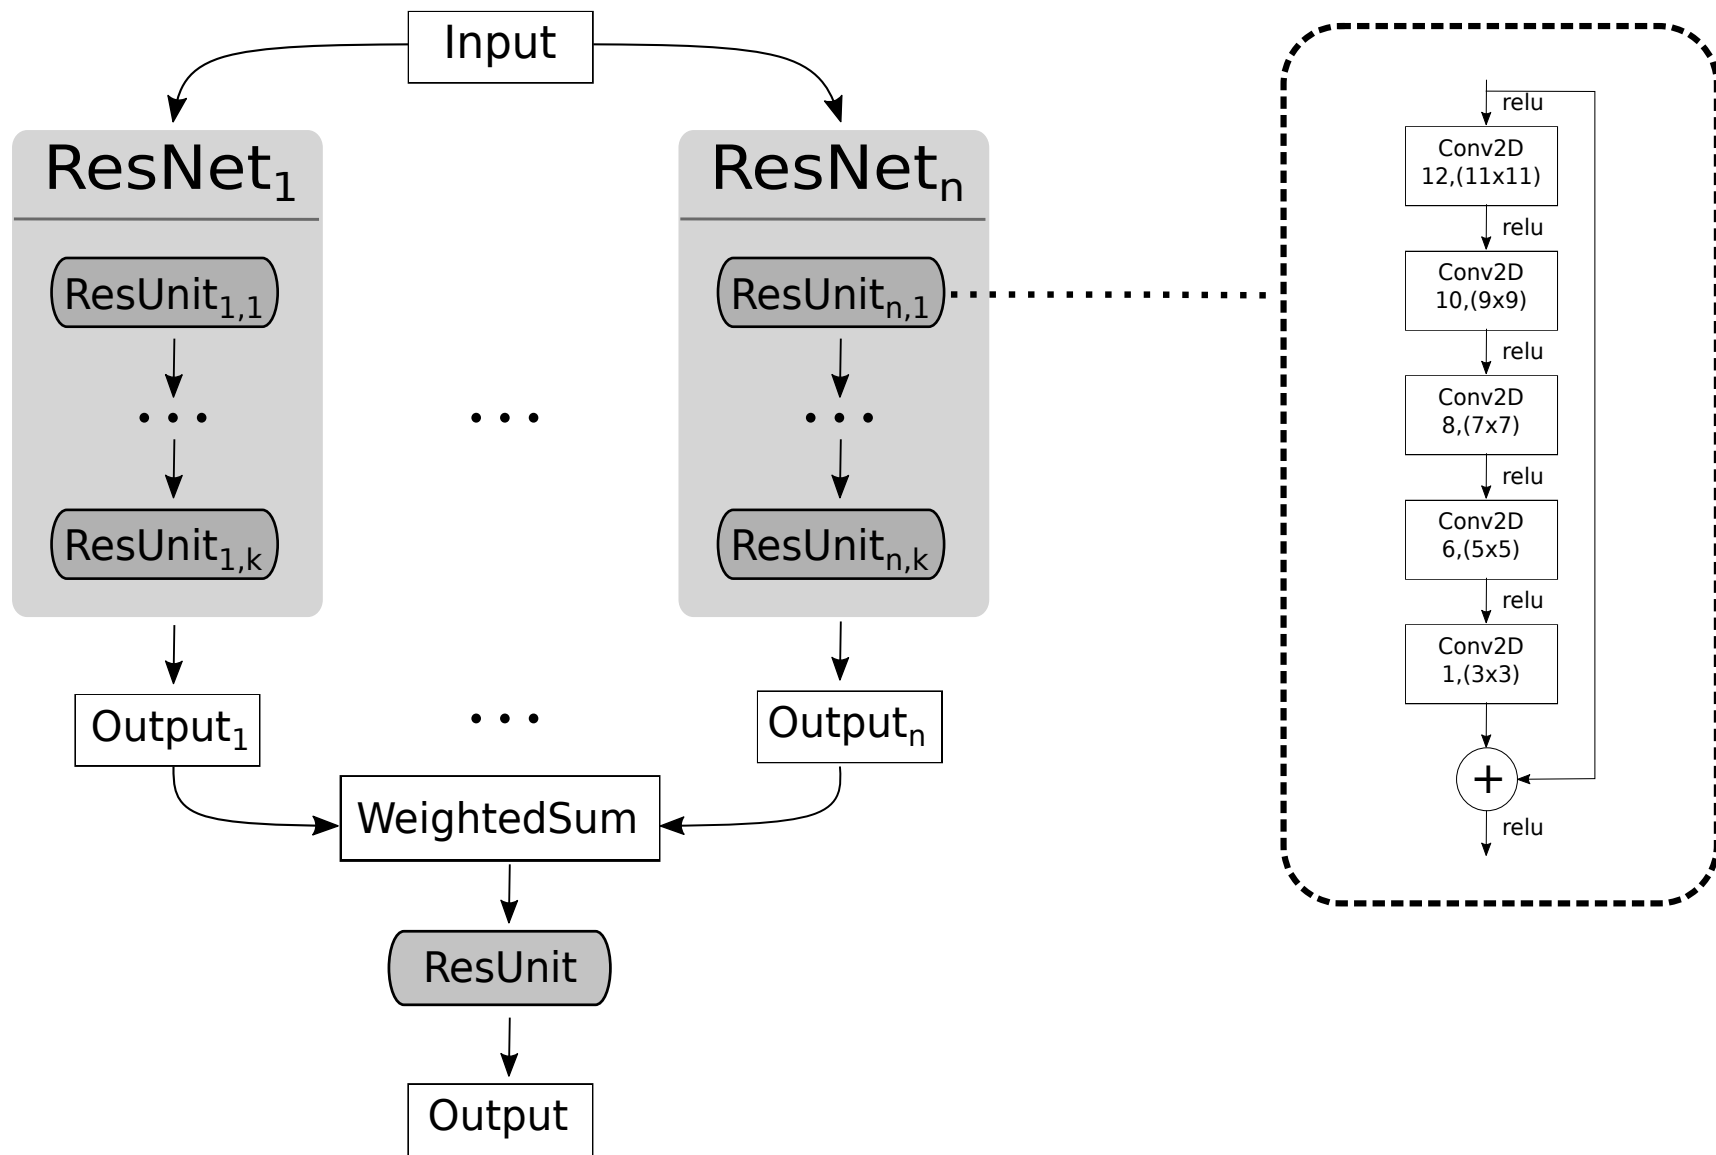 Input
ResNet1
ResUnit1,1
...
ResUnit1,k
Output1
...
...
ResNetn
ResUnitn,1
...
ResUnitn,k
Outputn
WeightedSum
ResUnit
Output
relu
Conv2D
12,(11x11)
relu
Conv2D
10,(9x9)
relu
Conv2D
8,(7x7)
relu
Conv2D
6,(5x5)
relu
Conv2D
1,(3x3)
+
relu